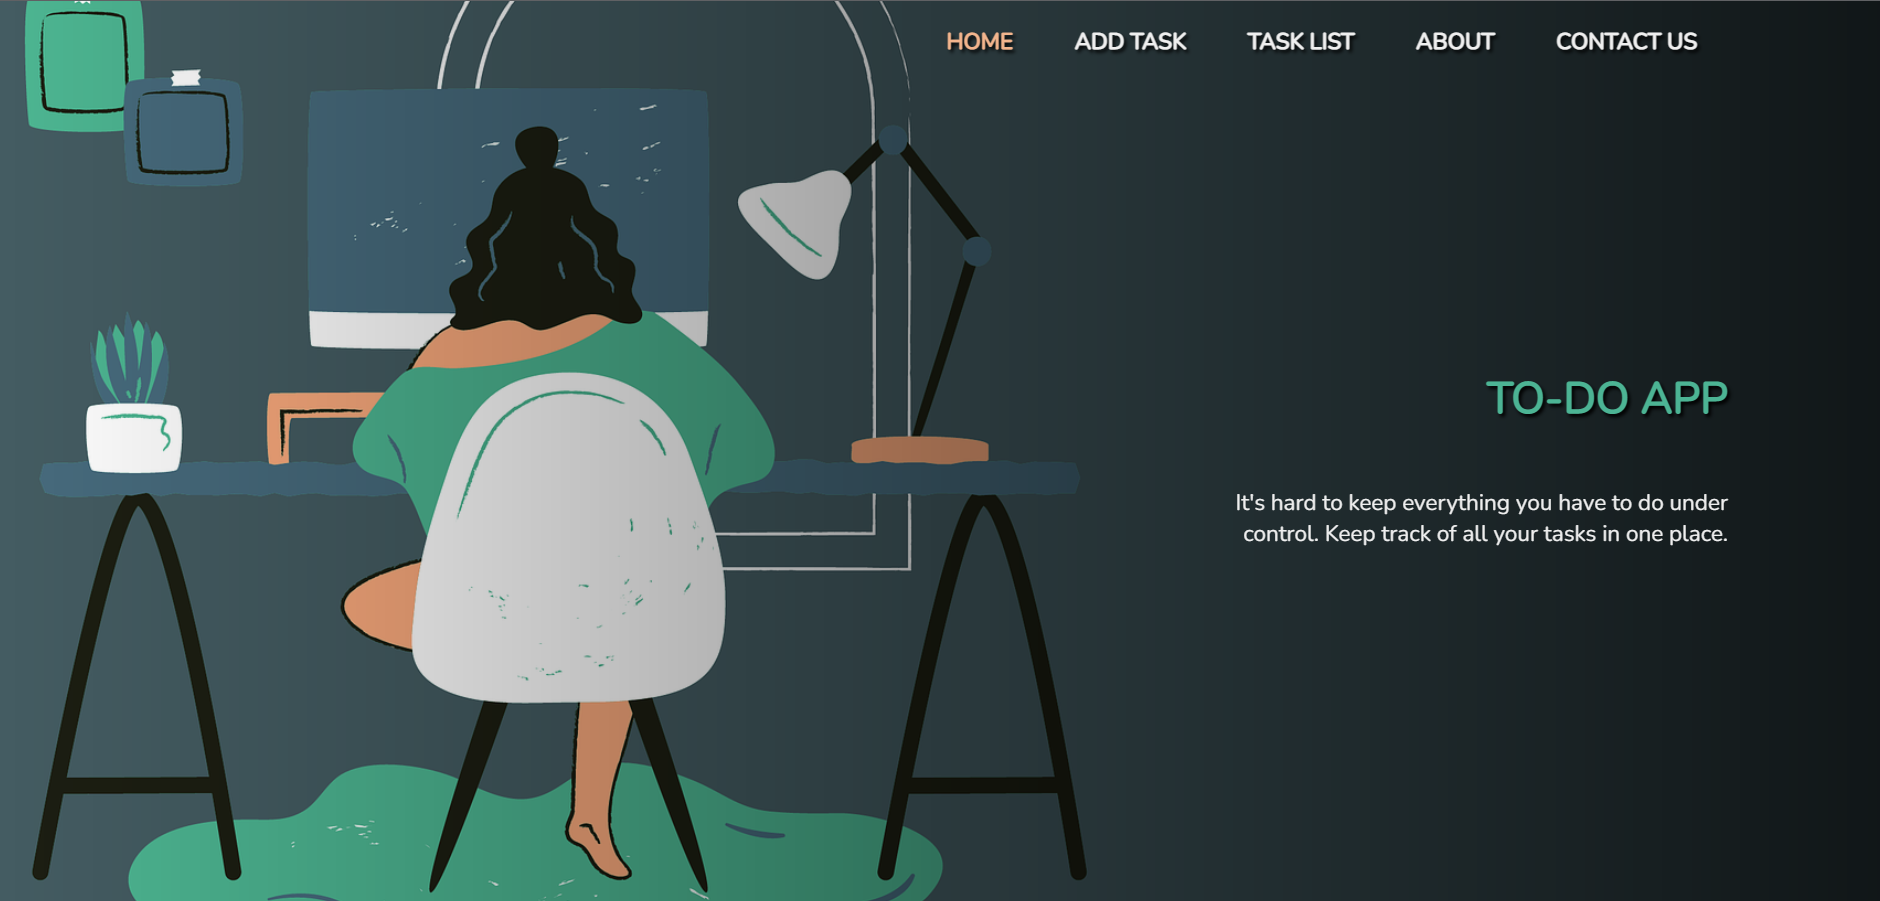 HOME ADD TASK TASK LIST ABOUT CONTACT US
TO-DO APP
It's hard to keep everything you have to do under
control. Keep track of all your tasks in one place.